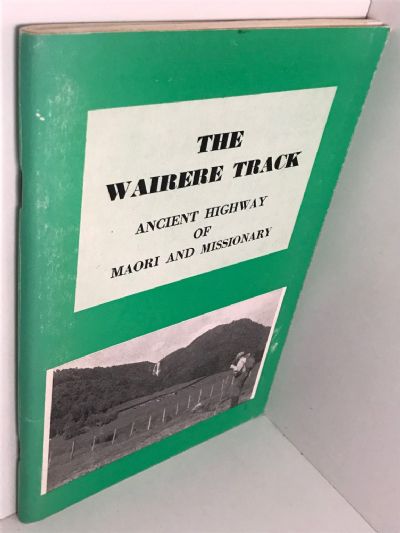 THE
WAIRERE TRACK
ANCIENT HIGHWAY
OF
MAORI AND MISSIONARY